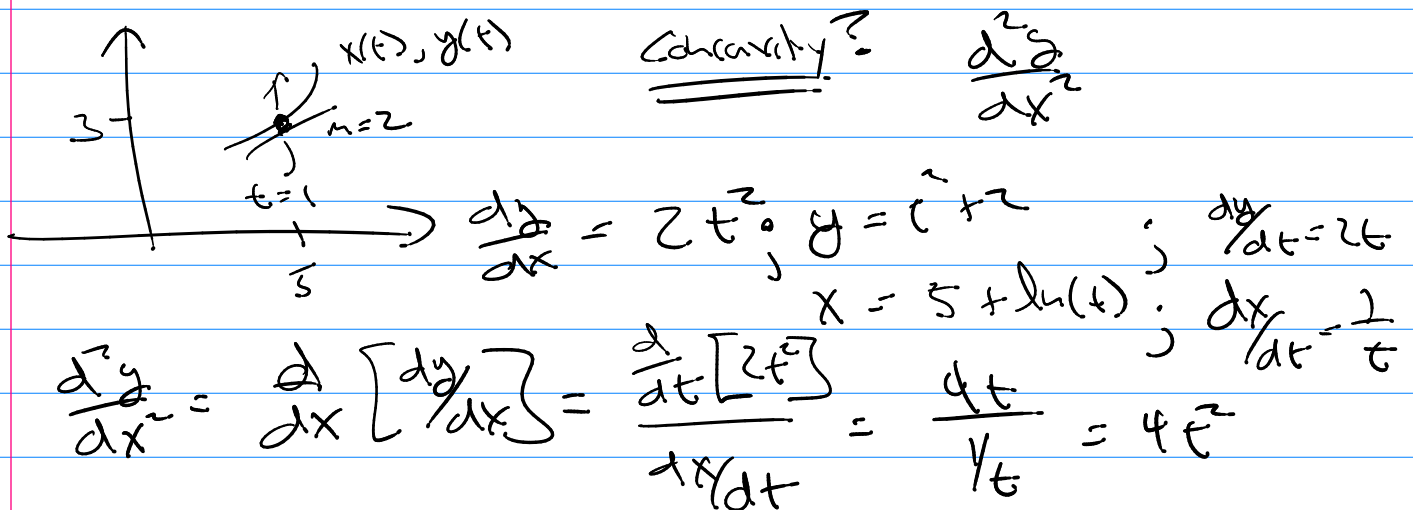 x(t), y(t)
Concavity? d²y/dx²
3
m=2
t=1
5
dy/dx = 2t² ; y = t²+2 ; dy/dt = 2t
x = 5 + ln(t) ; dx/dt = 1/t
d²y/dx² = d/dx [dy/dx] = d/dt[2t²] / dx/dt = 4t / 1/t = 4t²